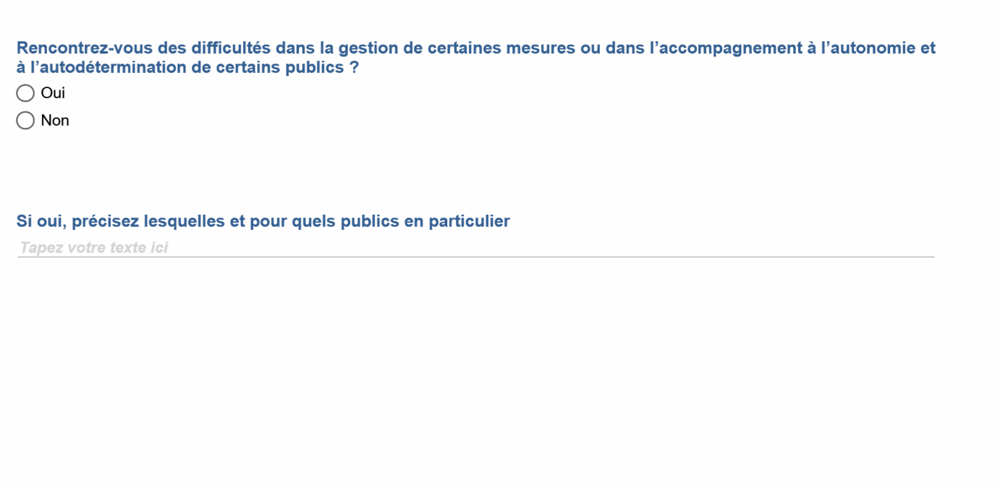 Rencontrez-vous des difficultés dans la gestion de certaines mesures ou dans l’accompagnement à l’autonomie et
à l’autodétermination de certains publics ?
Oui
Non
Si oui, précisez lesquelles et pour quels publics en particulier
Tapez votre texte ici